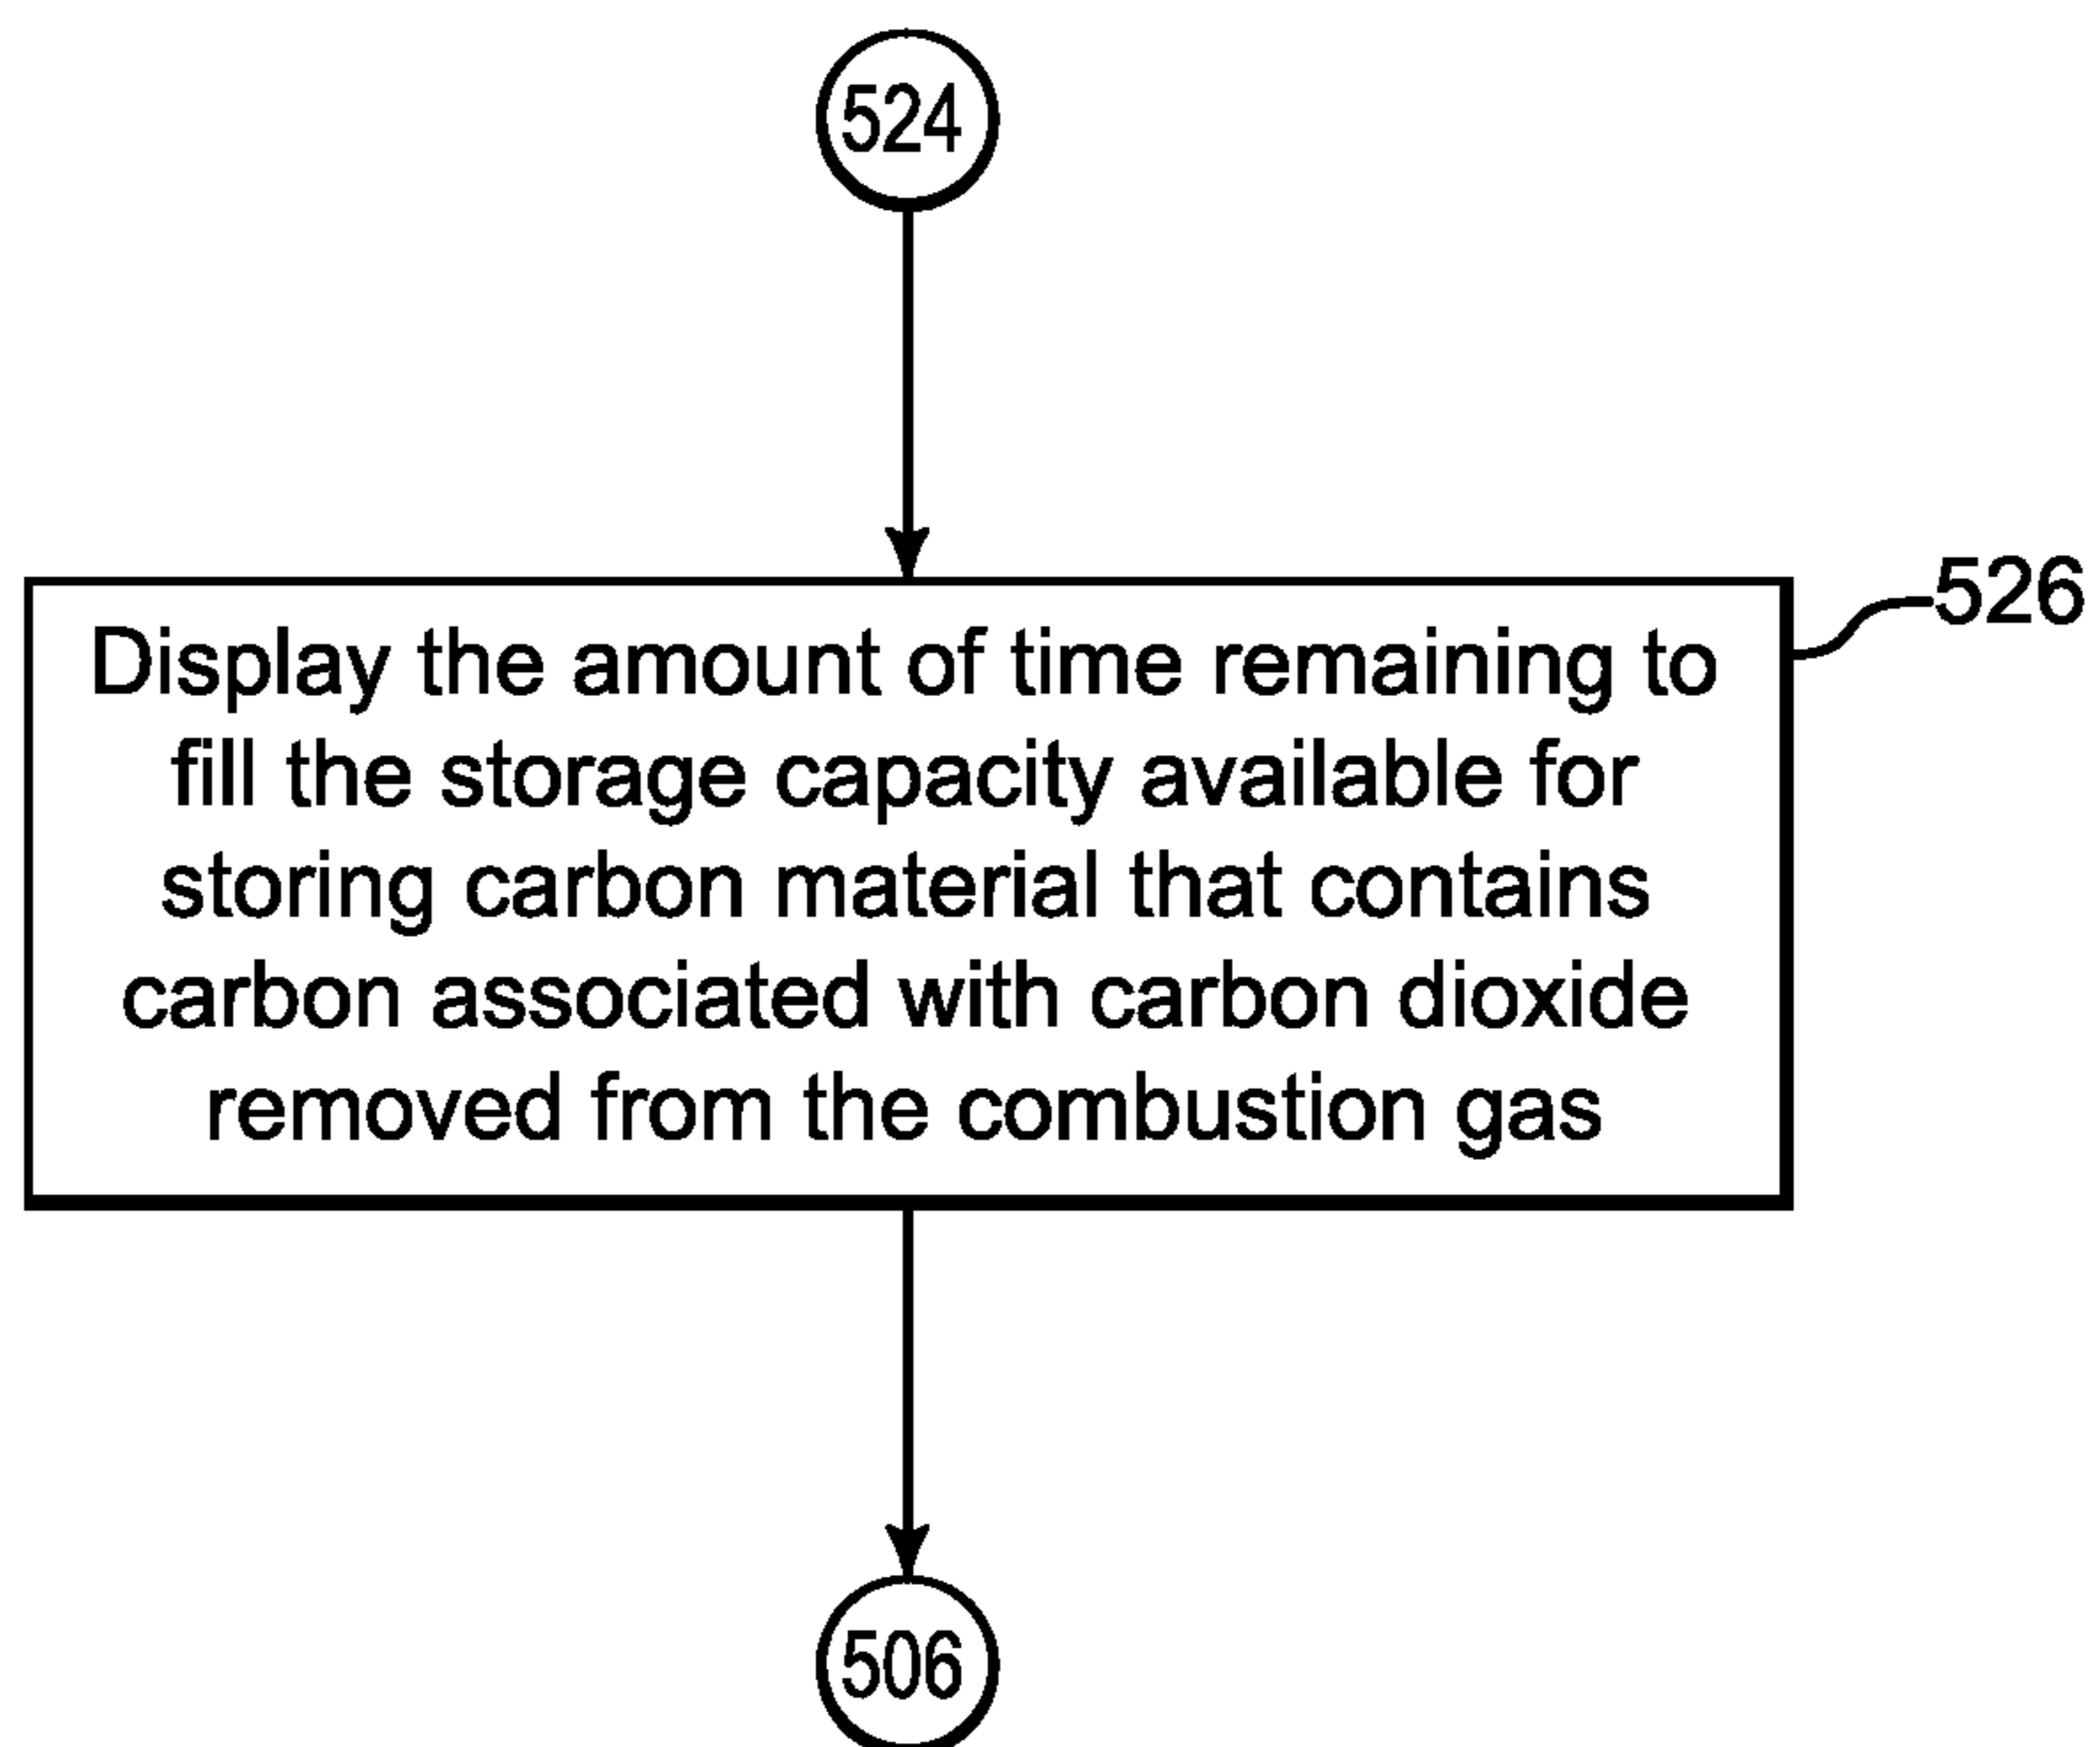 524
526
Display the amount of time remaining to
fill the storage capacity available for
storing carbon material that contains
carbon associated with carbon dioxide
removed from the combustion gas
506